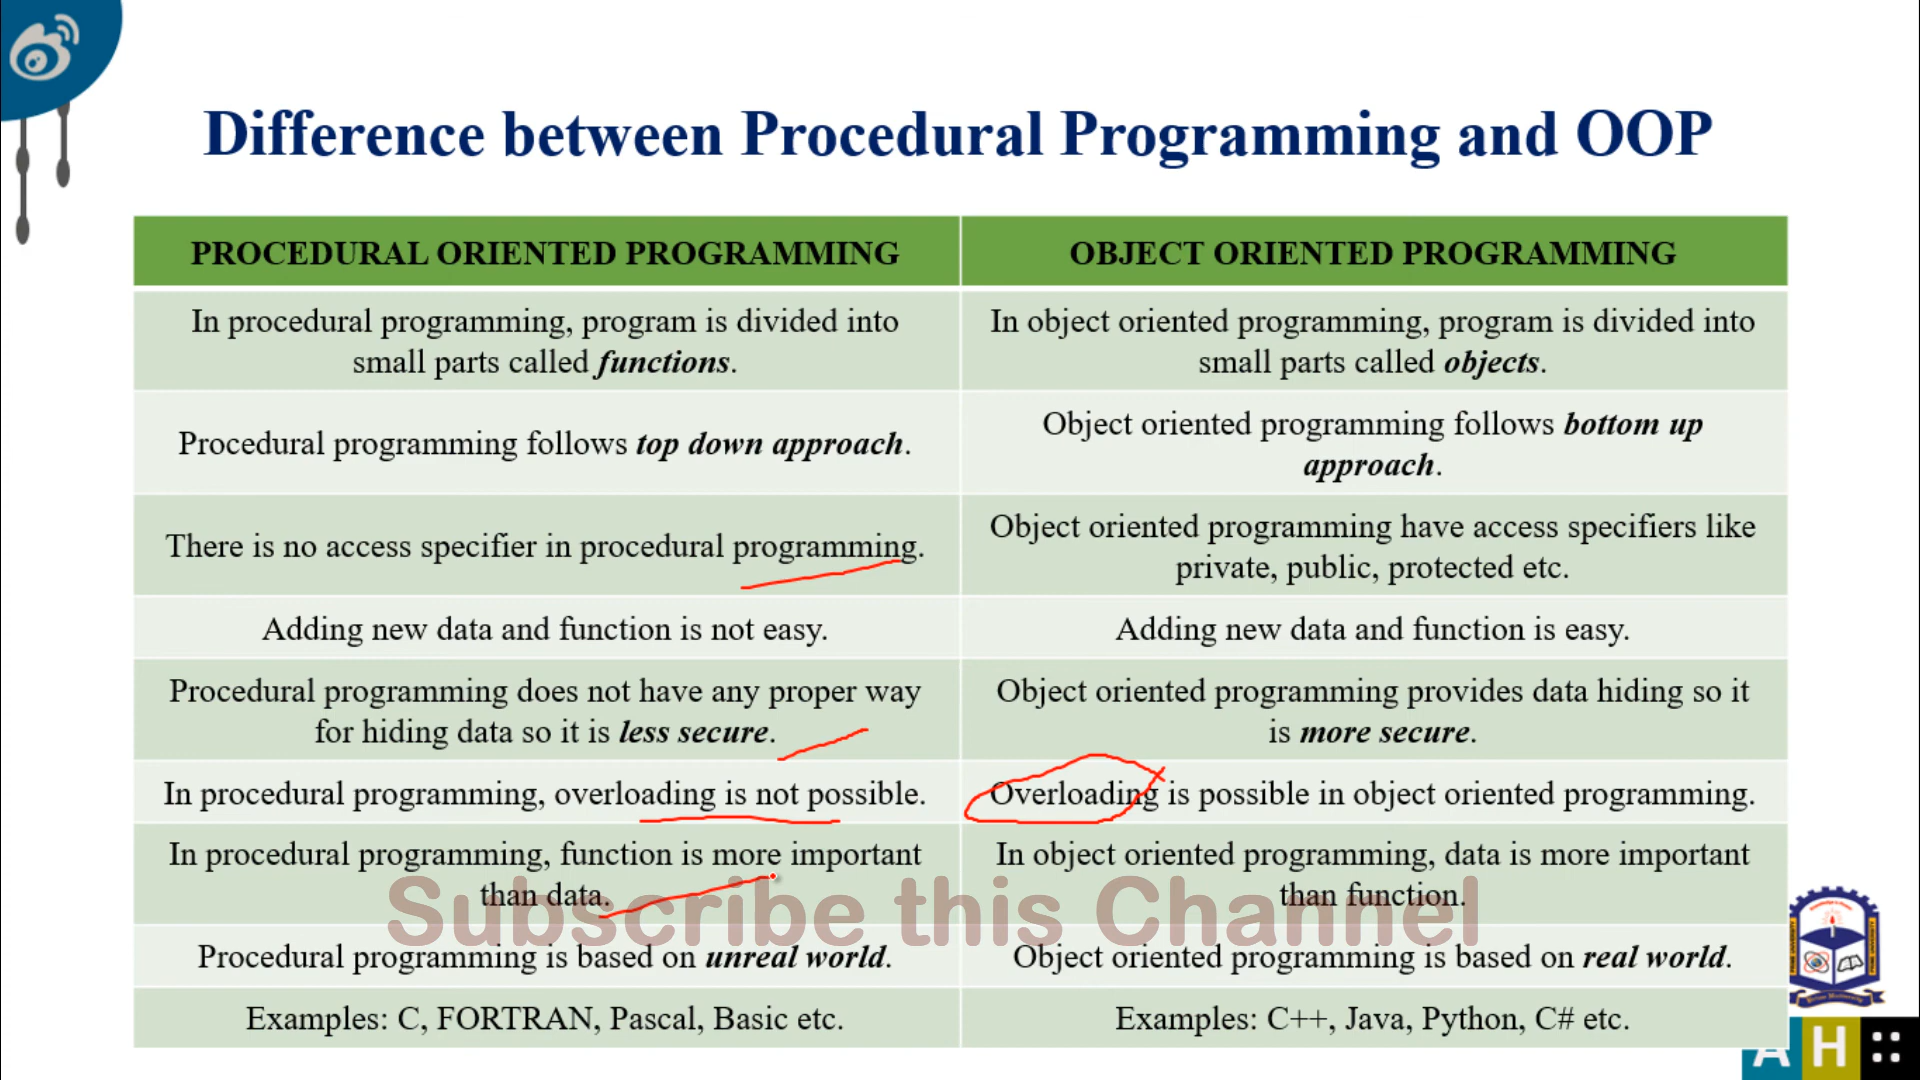 Difference between Procedural Programming and OOP
PROCEDURAL ORIENTED PROGRAMMING
OBJECT ORIENTED PROGRAMMING
In procedural programming, program is divided into
small parts called functions.
In object oriented programming, program is divided into
small parts called objects.
Procedural programming follows top down approach.
Object oriented programming follows bottom up
approach.
There is no access specifier in procedural programming.
Object oriented programming have access specifiers like
private, public, protected etc.
Adding new data and function is not easy.
Adding new data and function is easy.
Procedural programming does not have any proper way
for hiding data so it is less secure.
Object oriented programming provides data hiding so it
is more secure.
In procedural programming, overloading is not possible.
Overloading is possible in object oriented programming.
In procedural programming, function is more important
than data.
In object oriented programming, data is more important
than function.
Subscribe this Channel
Procedural programming is based on unreal world.
Object oriented programming is based on real world.
Examples: C, FORTRAN, Pascal, Basic etc.
Examples: C++, Java, Python, C# etc.
A H